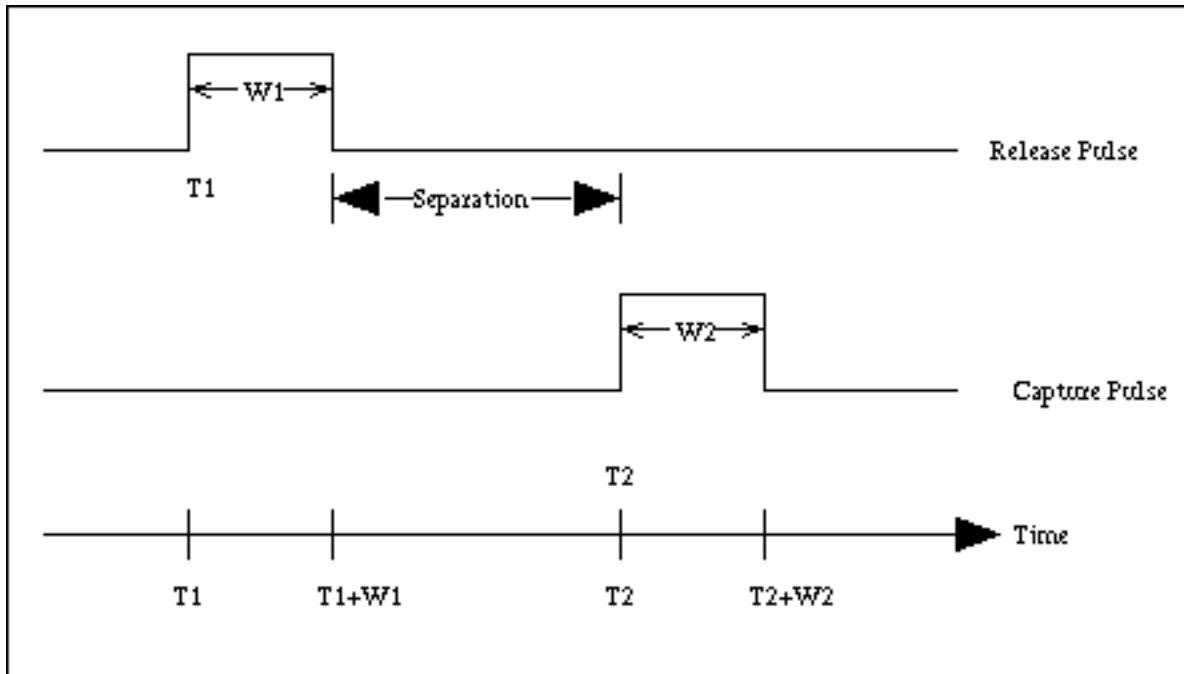 W1
Release Pulse
T1
Separation
W2
Capture Pulse
T2
Time
T1
T1+W1
T2
T2+W2